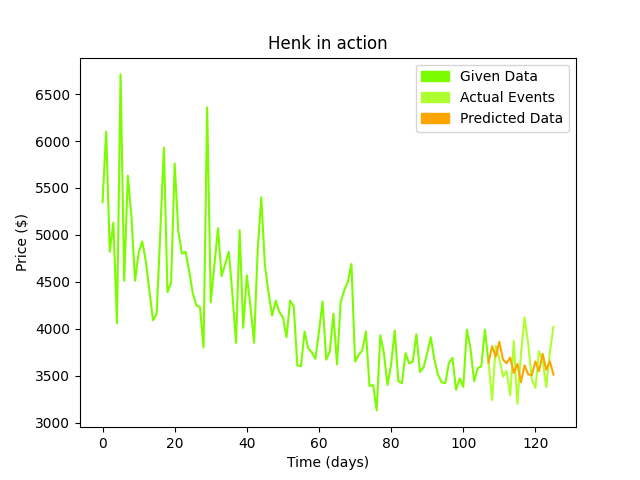 Henk in action
Given Data
Actual Events
Predicted Data
Price ($)
6500
6000
5500
5000
4500
4000
3500
3000
0 20 40 60 80 100 120
Time (days)